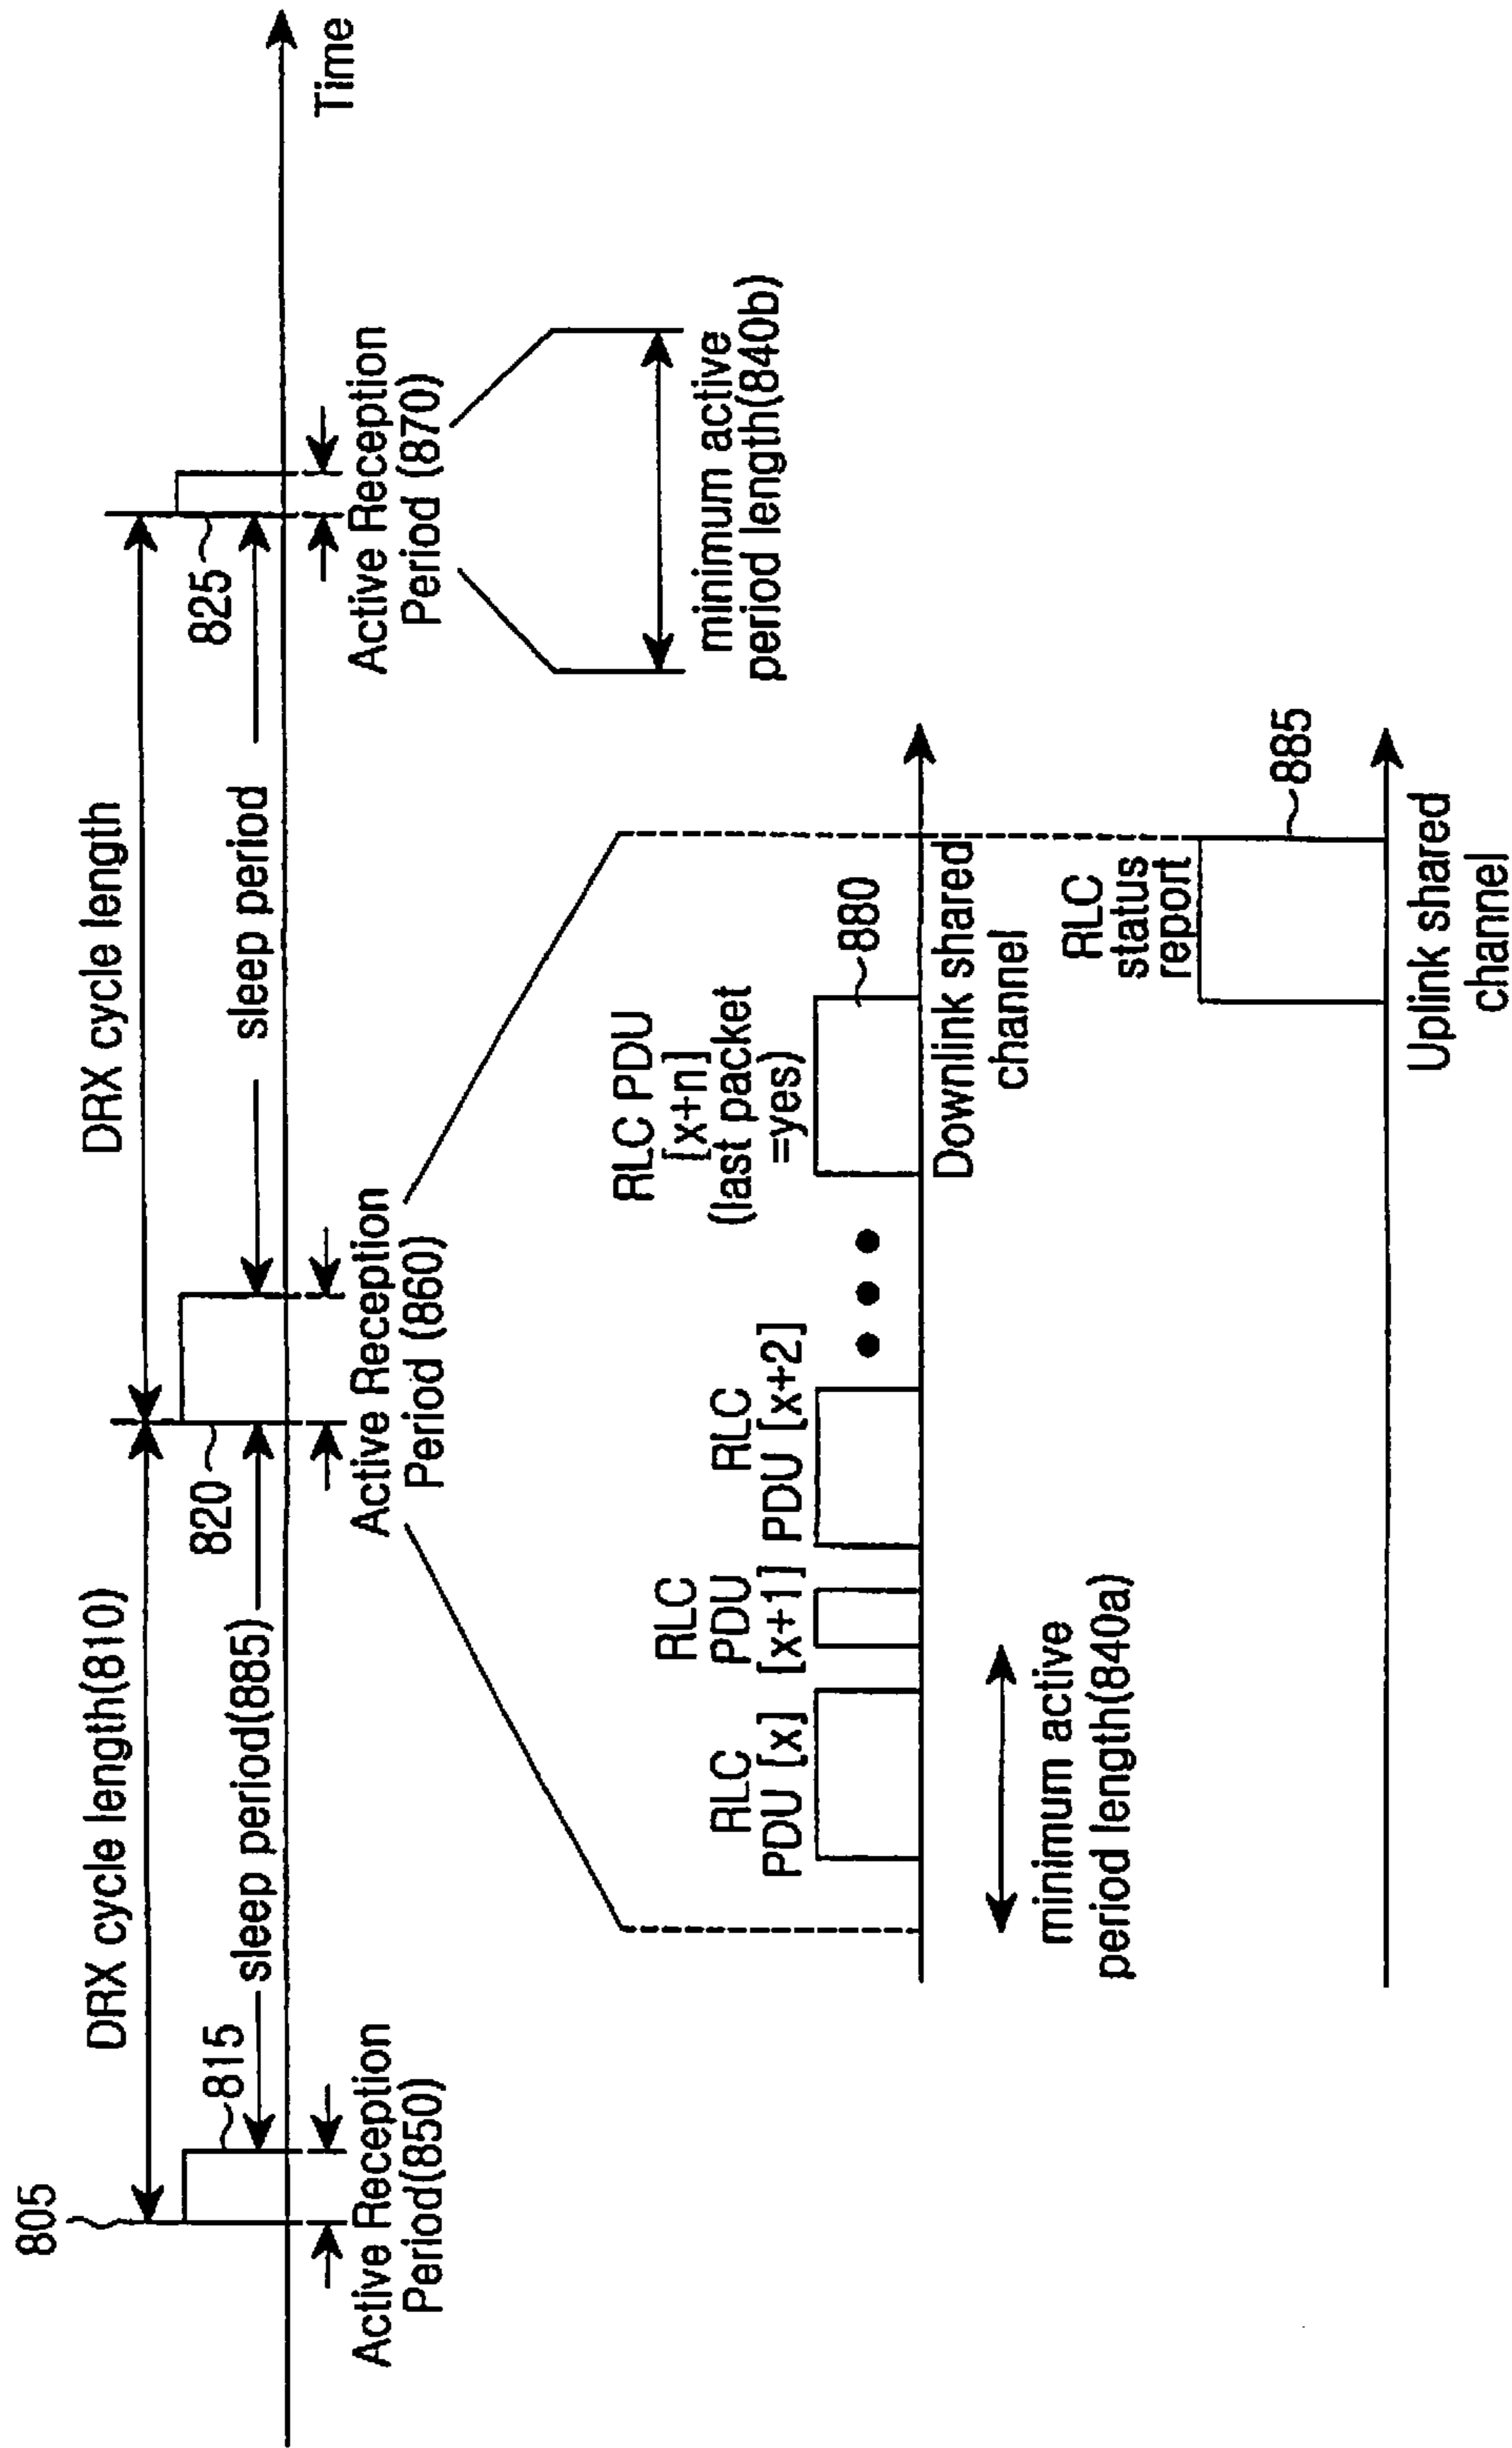 805
DRX cycle length(810)
DRX cycle length
815
sleep period(885)
820
sleep period
825
Time
Active Reception
Period(850)
Active Reception
Period (860)
Active Reception
Period (870)
minimum active
period length(840b)
RLC
PDU [x]
RLC
PDU
[x+1]
RLC
PDU [x+2]
RLC PDU
[x+n]
(last packet
=yes)
880
Downlink shared
channel
minimum active
period length(840a)
RLC
status
report
885
Uplink shared
channel